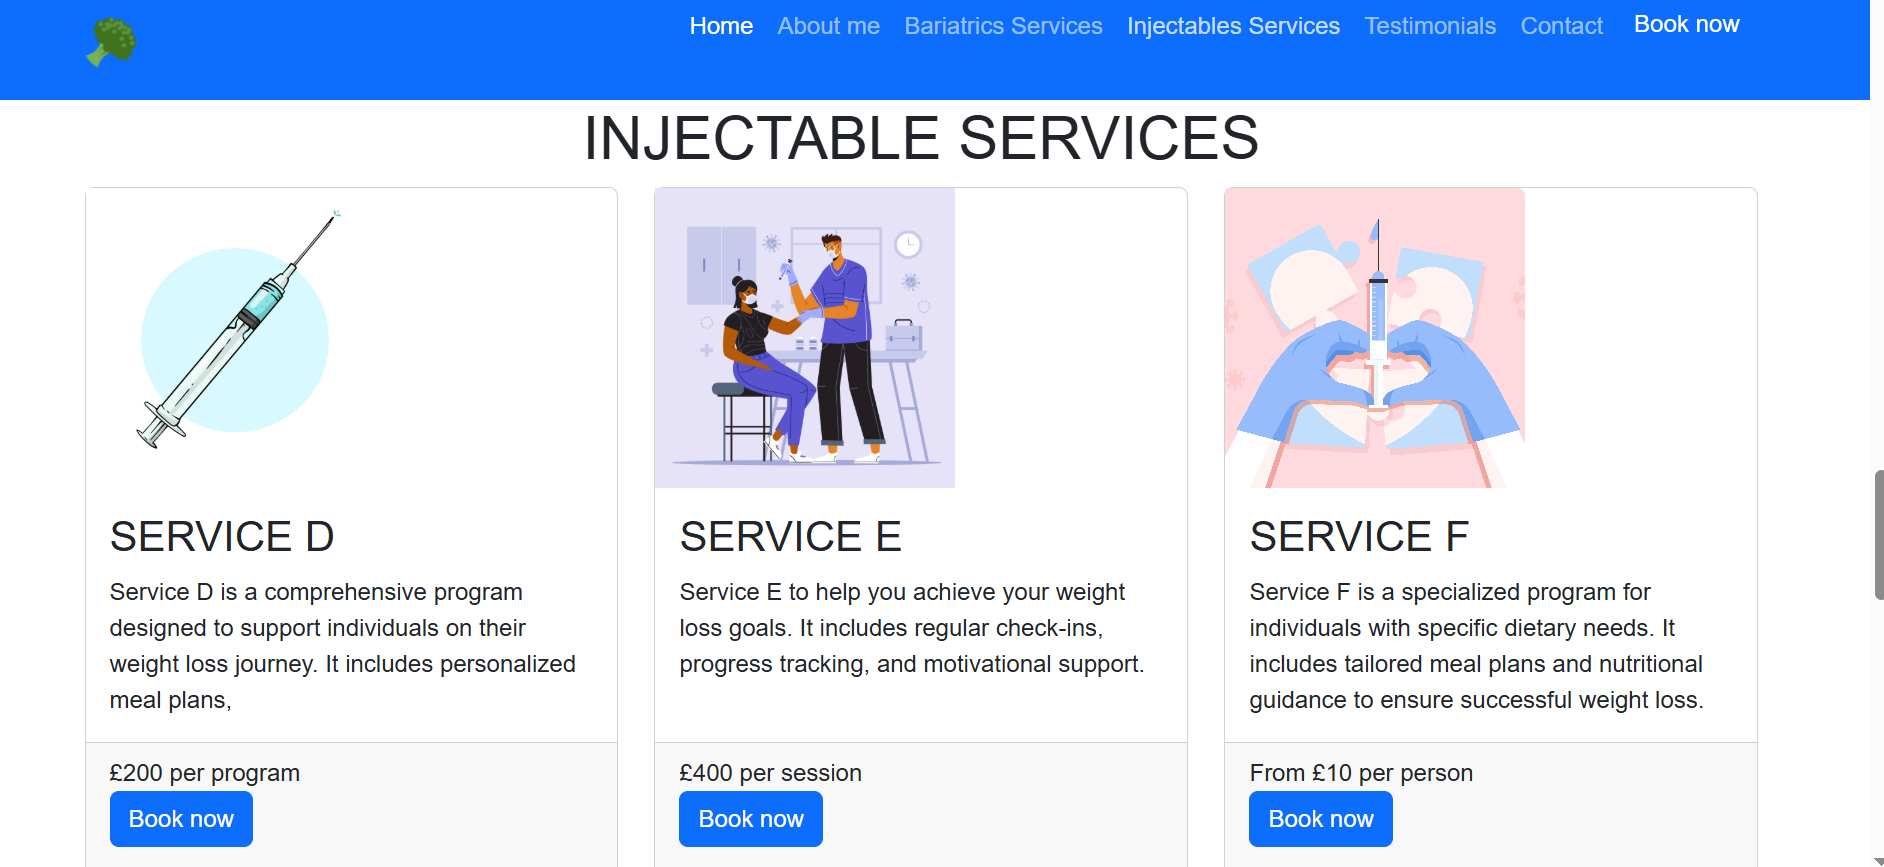 Home About me Bariatrics Services Injectables Services Testimonials Contact Book now
INJECTABLE SERVICES
SERVICE D
Service D is a comprehensive program
designed to support individuals on their
weight loss journey. It includes personalized
meal plans,
£200 per program
Book now
SERVICE E
Service E to help you achieve your weight
loss goals. It includes regular check-ins,
progress tracking, and motivational support.
£400 per session
Book now
SERVICE F
Service F is a specialized program for
individuals with specific dietary needs. It
includes tailored meal plans and nutritional
guidance to ensure successful weight loss.
From £10 per person
Book now